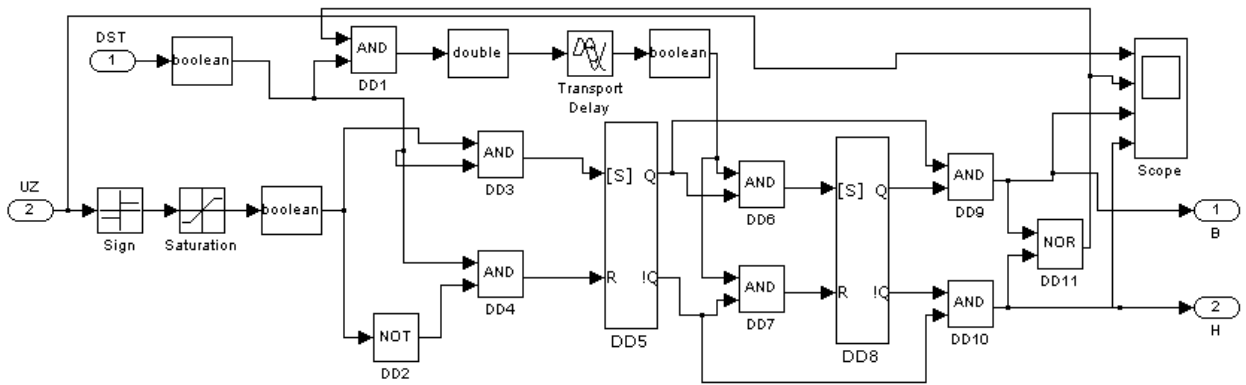 DST
1
boolean
AND
DD1
double
Transport
Delay
boolean
Scope
UZ
2
Sign
Saturation
boolean
AND
DD3
AND
DD4
NOT
DD2
[S] Q
R !Q
DD5
AND
DD6
AND
DD7
[S] Q
R !Q
DD8
AND
DD9
AND
DD10
NOR
DD11
1
B
2
H